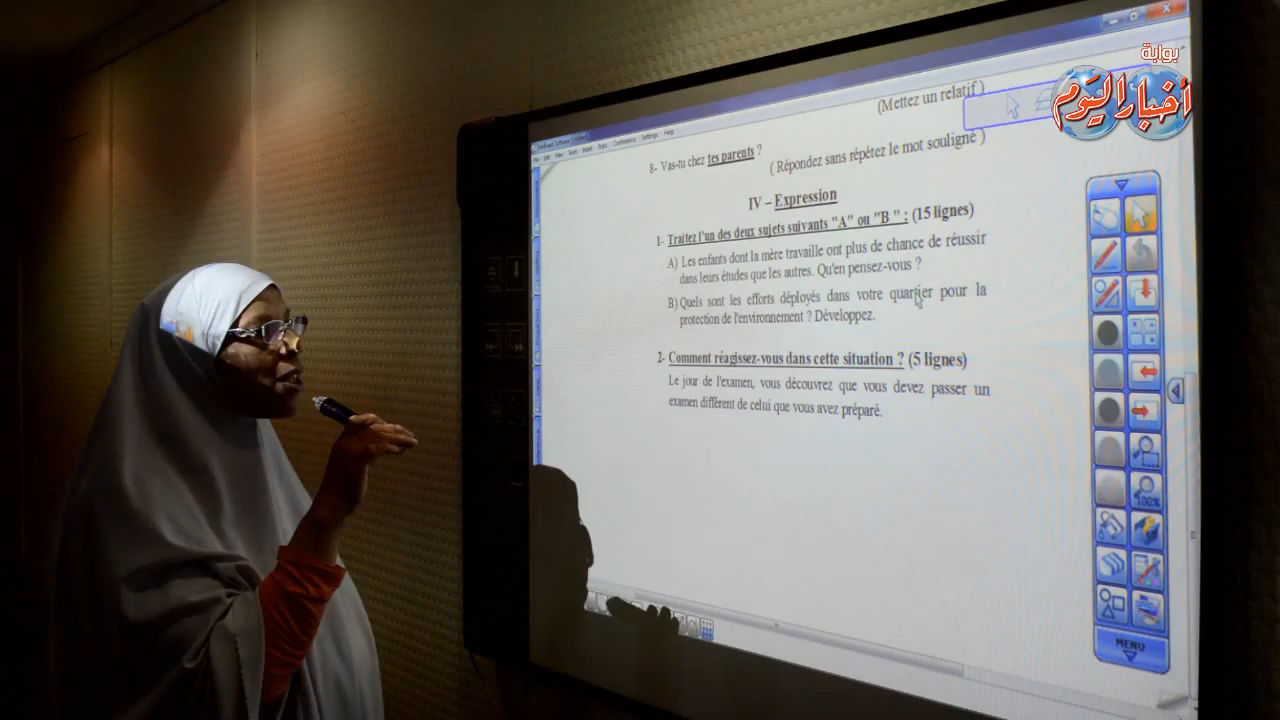 بوابة
أخبار اليوم
(Mettez un relatif )
8- Vas-tu chez tes parents ?
( Répondez sans répétez le mot souligné )
IV – Expression
1- Traitez l'un des deux sujets suivants "A" ou "B " : (15 lignes)
A) Les enfants dont la mère travaille ont plus de chance de réussir
dans leurs études que les autres. Qu'en pensez-vous ?
B) Quels sont les efforts déployés dans votre quartier pour la
protection de l'environnement ? Développez.
2- Comment réagissez-vous dans cette situation ? (5 lignes)
Le jour de l'examen, vous découvrez que vous devez passer un
examen différent de celui que vous avez préparé.
100%
MENU